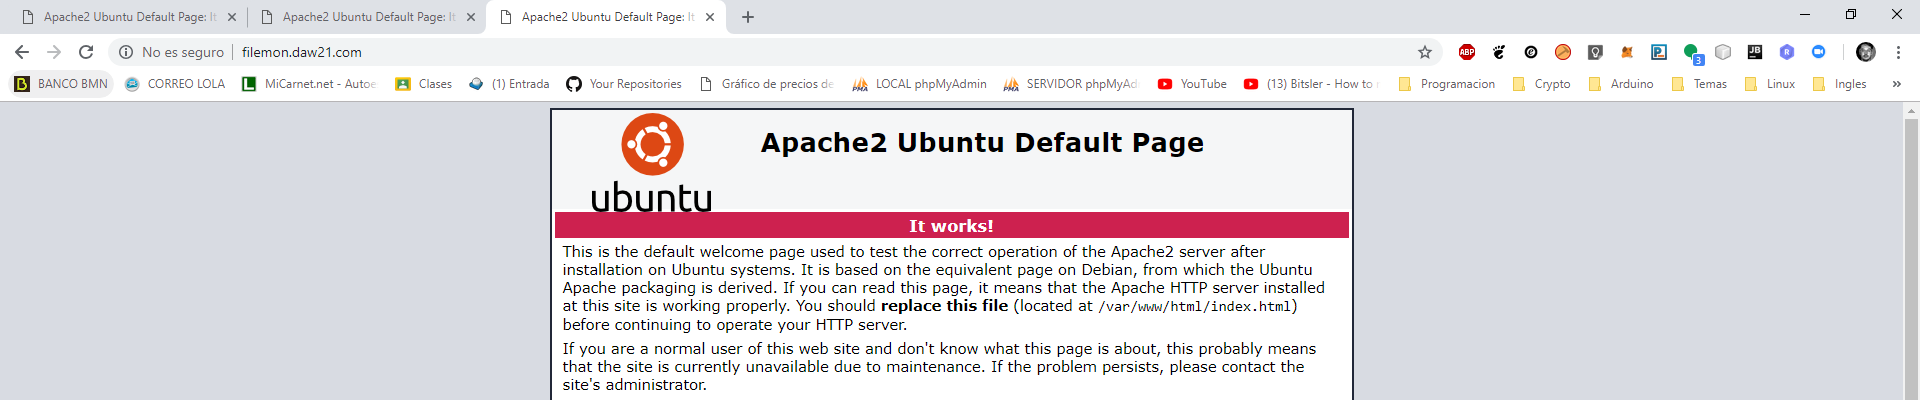 Apache2 Ubuntu Default Page: It
Apache2 Ubuntu Default Page: It
Apache2 Ubuntu Default Page: It
No es seguro filemon.daw21.com
ABP P 3 JB R
BANCO BMN CORREO LOLA MiCarnet.net - Autoe Clases (1) Entrada Your Repositories Gráfico de precios de LOCAL phpMyAdmin SERVIDOR phpMyAd YouTube (13) Bitsler - How to Programacion Crypto Arduino Temas Linux Ingles »
Apache2 Ubuntu Default Page
ubuntu
It works!
This is the default welcome page used to test the correct operation of the Apache2 server after
installation on Ubuntu systems. It is based on the equivalent page on Debian, from which the Ubuntu
Apache packaging is derived. If you can read this page, it means that the Apache HTTP server installed
at this site is working properly. You should replace this file (located at /var/www/html/index.html)
before continuing to operate your HTTP server.
If you are a normal user of this web site and don't know what this page is about, this probably means
that the site is currently unavailable due to maintenance. If the problem persists, please contact the
site's administrator.